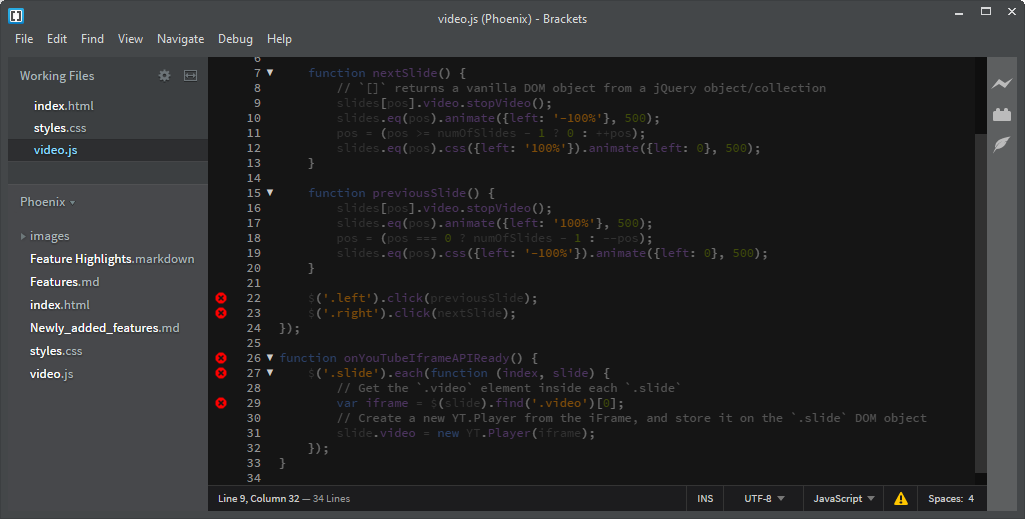 video.js (Phoenix) - Brackets
File Edit Find View Navigate Debug Help
Working Files
index.html
styles.css
video.js
Phoenix
images
Feature Highlights.markdown
Features.md
index.html
Newly_added_features.md
styles.css
video.js
6
7 function nextSlide() {
8 // `[]` returns a vanilla DOM object from a jQuery object/collection
9 slides[pos].video.stopVideo();
10 slides.eq(pos).animate({left: '-100%'}, 500);
11 pos = (pos >= numOfSlides - 1 ? 0 : ++pos);
12 slides.eq(pos).css({left: '100%'}).animate({left: 0}, 500);
13 }
14
15 function previousSlide() {
16 slides[pos].video.stopVideo();
17 slides.eq(pos).animate({left: '100%'}, 500);
18 pos = (pos === 0 ? numOfSlides - 1 : --pos);
19 slides.eq(pos).css({left: '-100%'}).animate({left: 0}, 500);
20 }
21
22 $('.left').click(previousSlide);
23 $('.right').click(nextSlide);
24 });
25
26 function onYouTubeIframeAPIReady() {
27 $('.slide').each(function (index, slide) {
28 // Get the `.video` element inside each `.slide`
29 var iframe = $(slide).find('.video')[0];
30 // Create a new YT.Player from the iFrame, and store it on the `.slide` DOM object
31 slide.video = new YT.Player(iframe);
32 });
33 }
34
Line 9, Column 32 — 34 Lines INS UTF-8 JavaScript Spaces: 4